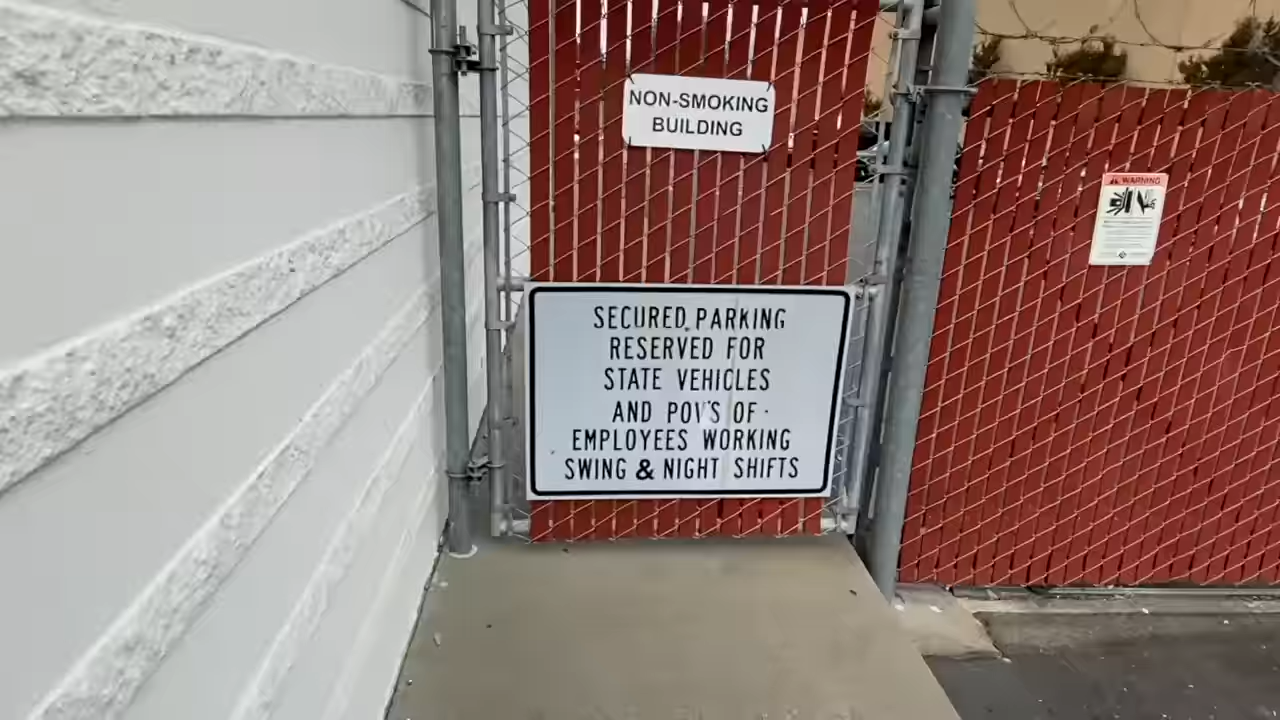 NON-SMOKING
BUILDING
WARNING
SECURED PARKING
RESERVED FOR
STATE VEHICLES
AND POV'S OF
EMPLOYEES WORKING
SWING & NIGHT SHIFTS